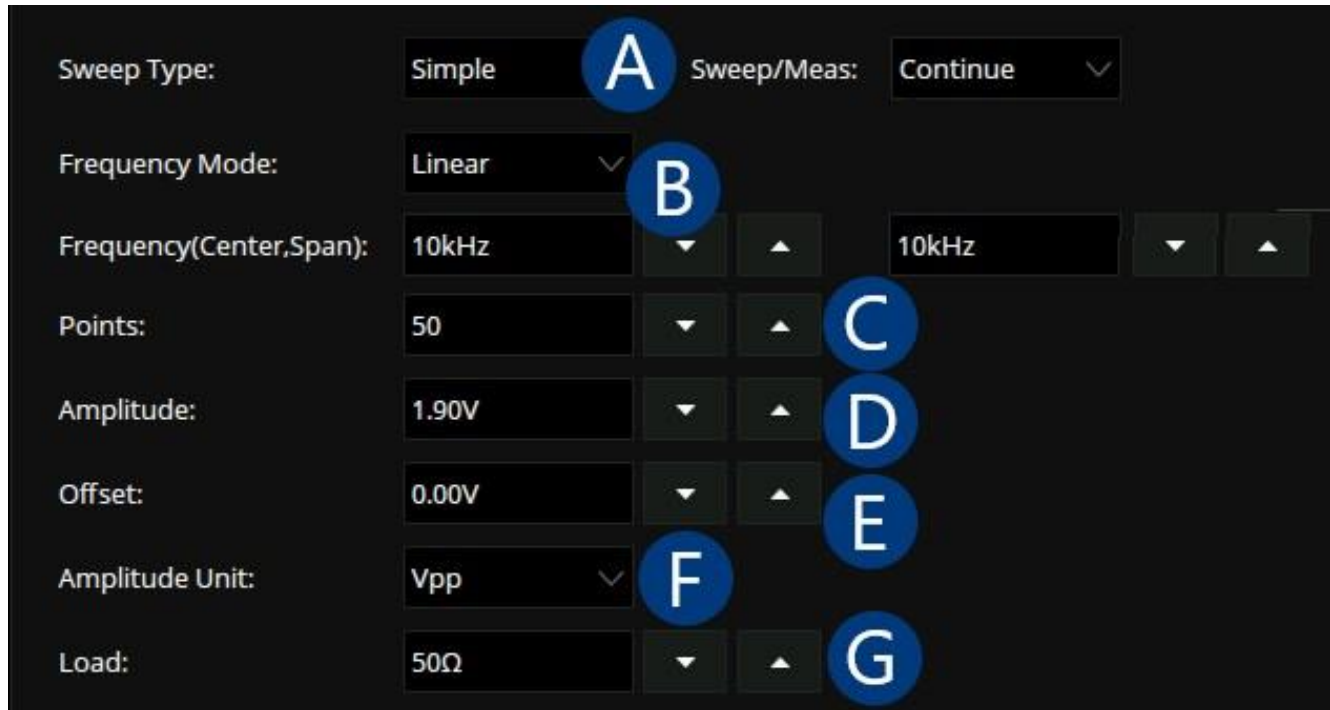 Sweep Type: Simple A Sweep/Meas: Continue
Frequency Mode: Linear B
Frequency(Center,Span): 10kHz 10kHz
Points: 50 C
Amplitude: 1.90V D
Offset: 0.00V E
Amplitude Unit: Vpp F
Load: 50Ω G